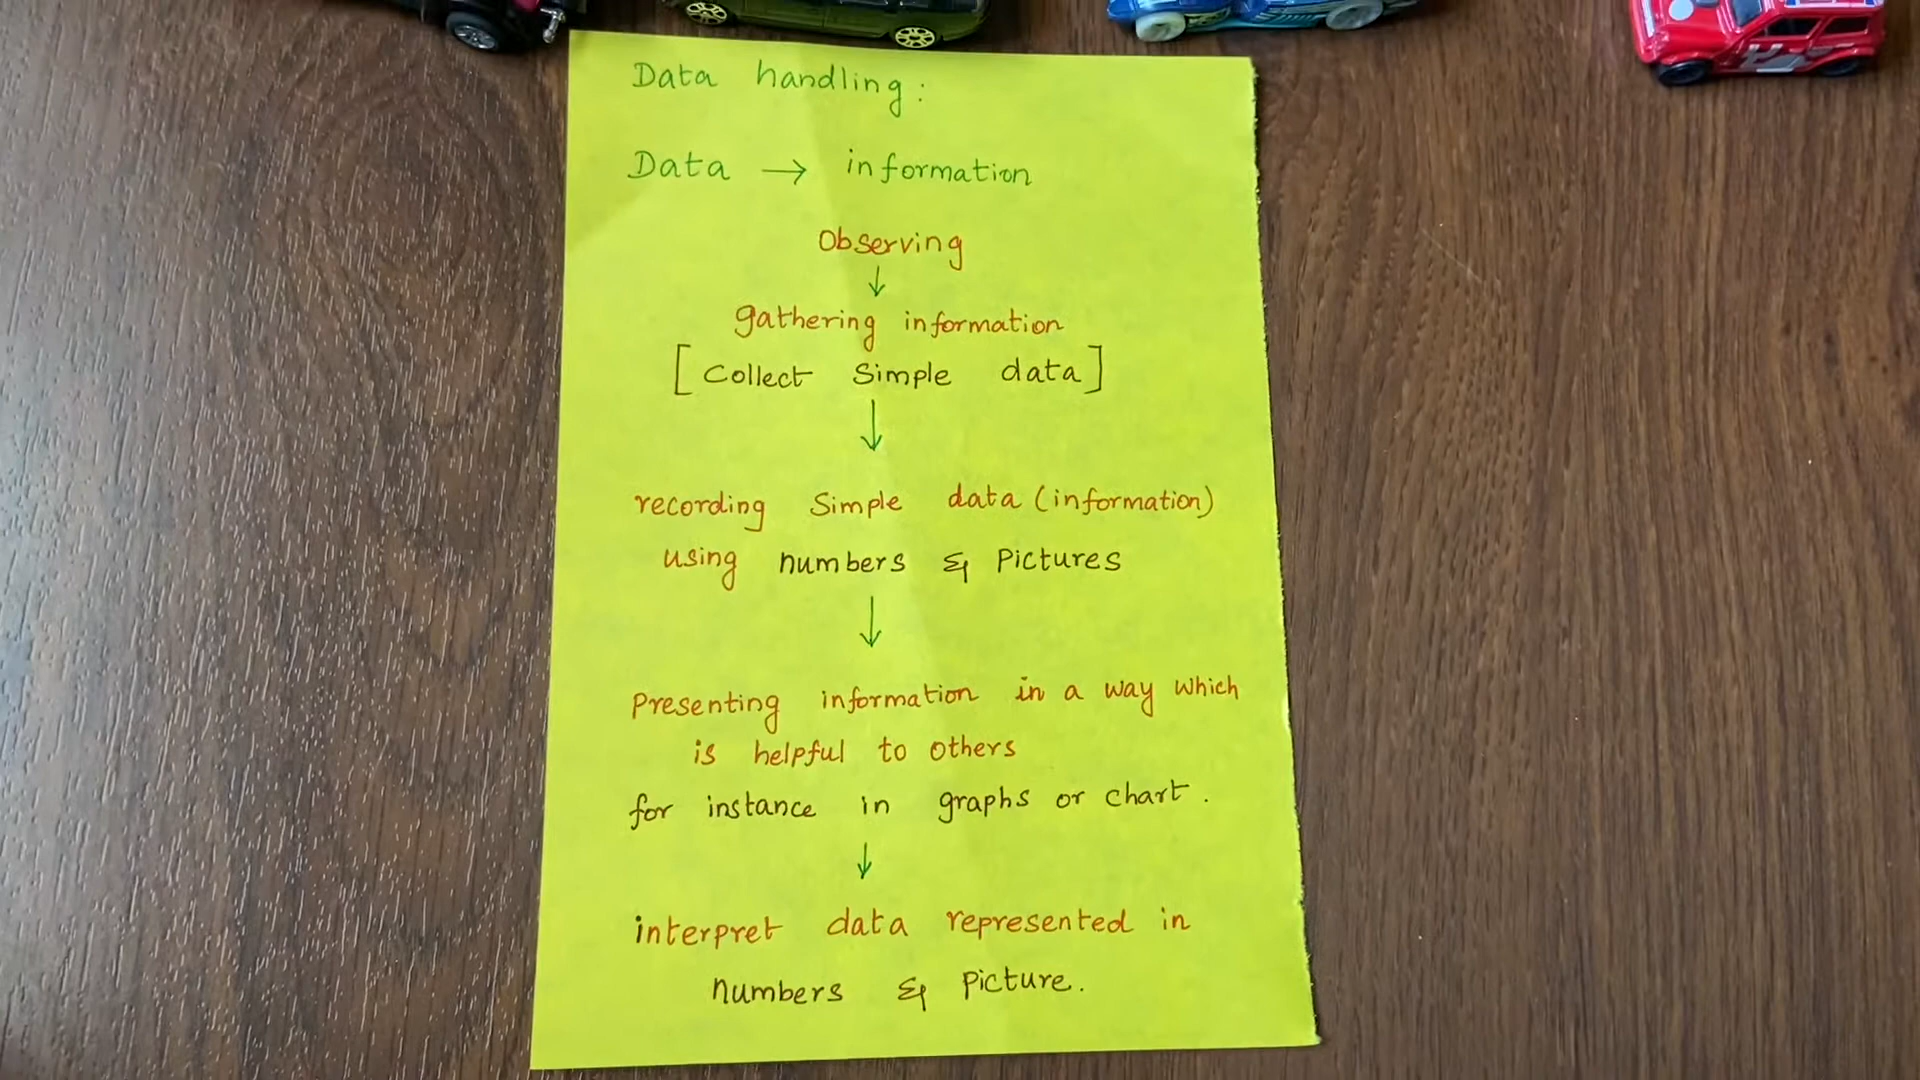 Data handling:
Data → information
Observing
↓
gathering information
[Collect Simple data]
↓
recording Simple data (information)
using numbers & Pictures
↓
Presenting information in a way which
is helpful to others
for instance in graphs or chart.
↓
interpret data represented in
numbers & Picture.